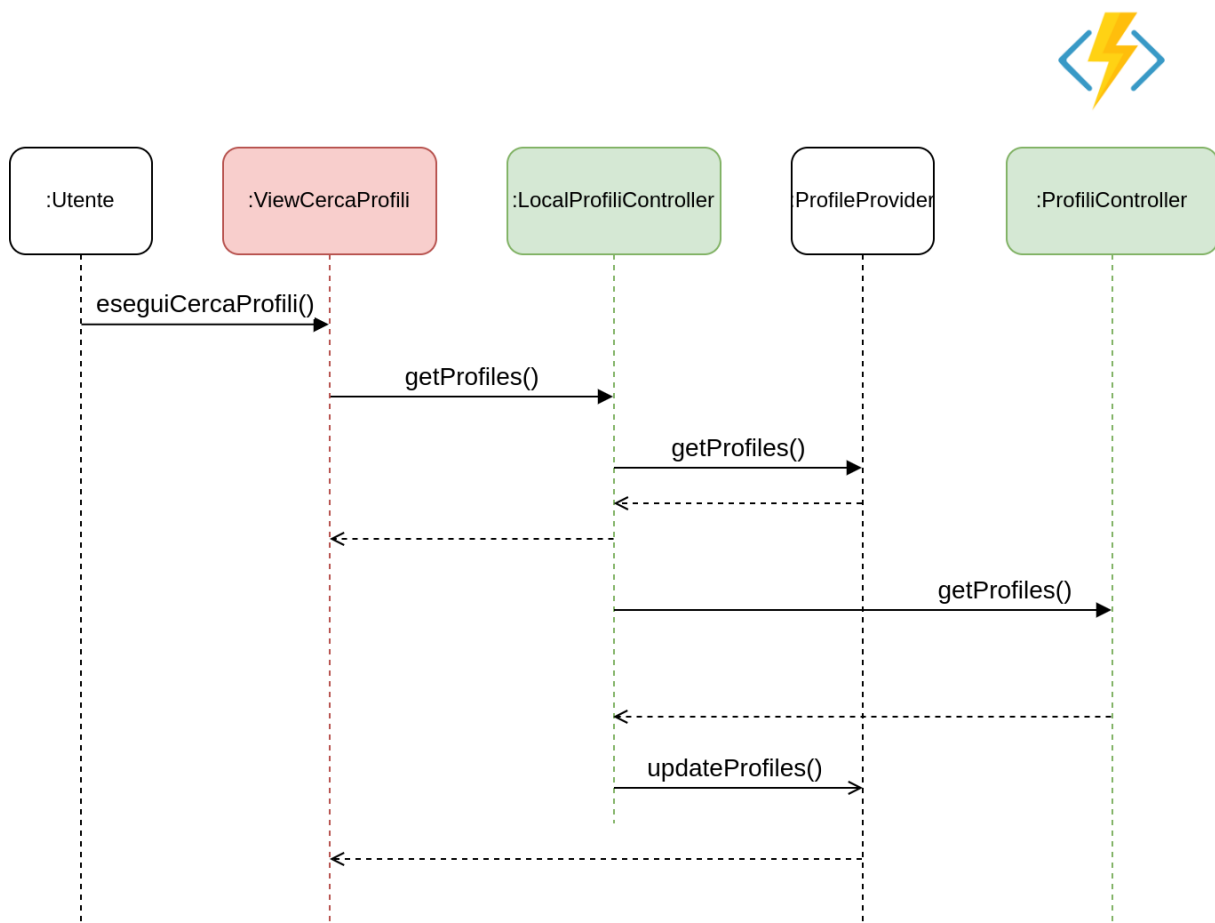 :Utente
:ViewCercaProfili
:LocalProfiliController
:ProfileProvider
:ProfiliController
eseguiCercaProfili()
getProfiles()
getProfiles()
getProfiles()
updateProfiles()